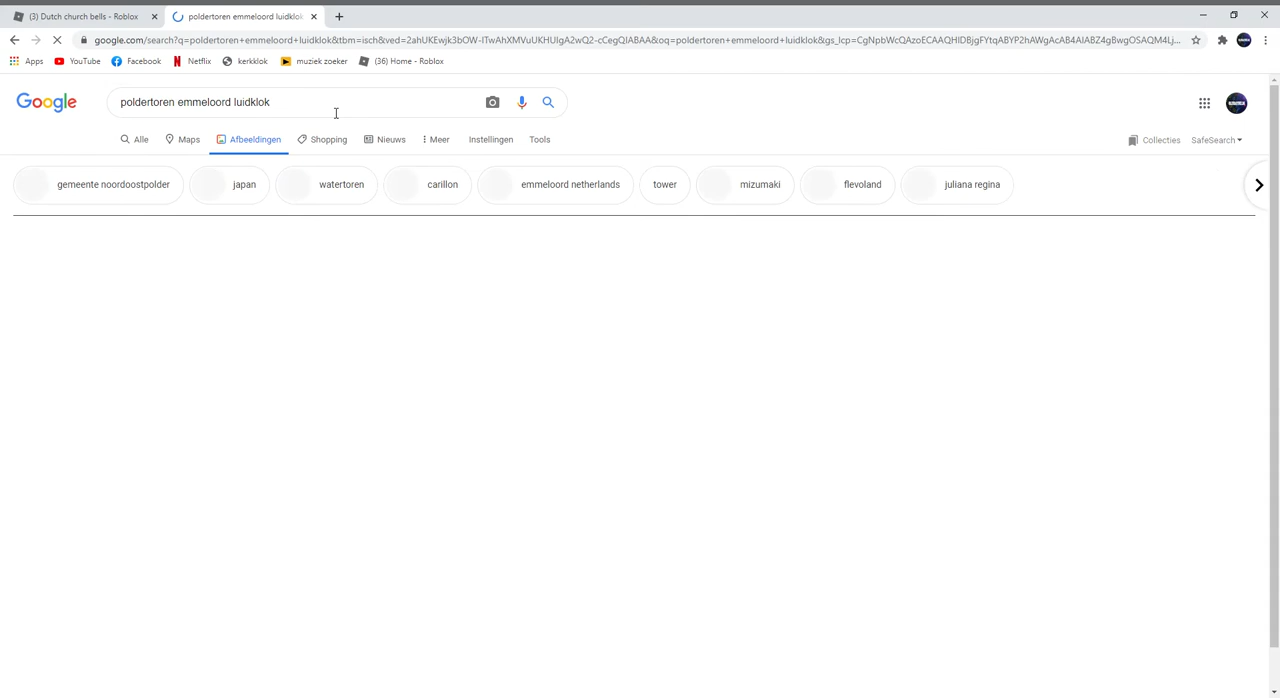 (3) Dutch church bells - Roblox
poldertoren emmeloord luidklok
google.com/search?q=poldertoren+emmeloord+luidklok&tbm=isch&ved=2ahUKEwjk3bOW-ITwAhXMVuUKHUIgA2wQ2-cCegQIABAA&oq=poldertoren+emmeloord+luidklok&gs_lcp=CgNpbWcQAzoECAAQHlDBjgFYtqABYP2hAWgAcAB4AIABZ4gBwgOSAQM4Lj...
Apps YouTube Facebook Netflix kerkklok muziek zoeker (36) Home - Roblox
Google
poldertoren emmeloord luidklok
Alle Maps Afbeeldingen Shopping Nieuws Meer Instellingen Tools Collecties SafeSearch
gemeente noordoostpolder japan watertoren carillon emmeloord netherlands tower mizumaki flevoland juliana regina